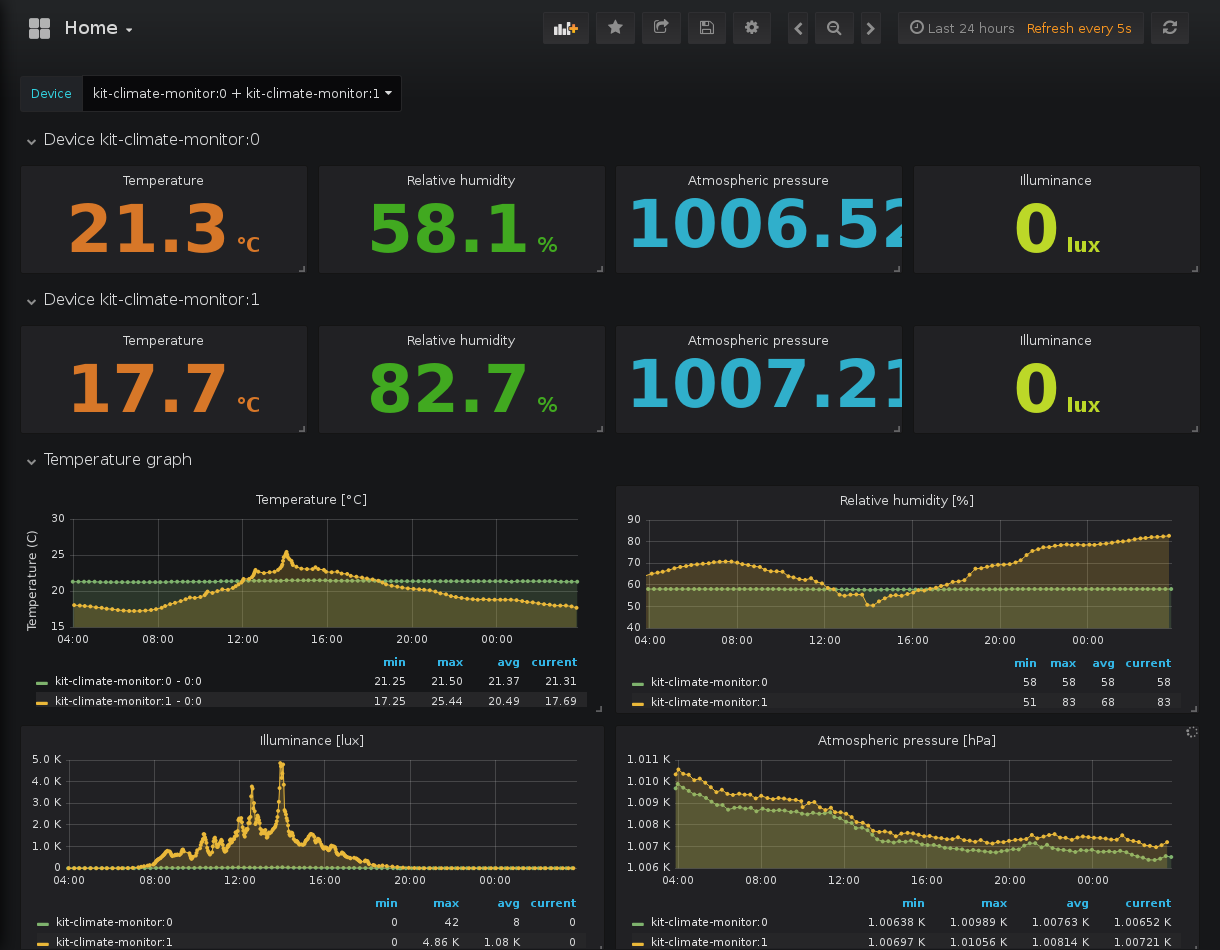 Home
Last 24 hours Refresh every 5s
Device kit-climate-monitor:0 + kit-climate-monitor:1
Device kit-climate-monitor:0
Temperature Relative humidity Atmospheric pressure Illuminance
21.3 °C 58.1 % 1006.52 0 lux
Device kit-climate-monitor:1
Temperature Relative humidity Atmospheric pressure Illuminance
17.7 °C 82.7 % 1007.21 0 lux
Temperature graph
Temperature [°C]
Temperature (C)
30
25
20
15
04:00 08:00 12:00 16:00 20:00 00:00
min max avg current
kit-climate-monitor:0 - 0:0 21.25 21.50 21.37 21.31
kit-climate-monitor:1 - 0:0 17.25 25.44 20.49 17.69
Relative humidity [%]
90
80
70
60
50
40
04:00 08:00 12:00 16:00 20:00 00:00
min max avg current
kit-climate-monitor:0 58 58 58 58
kit-climate-monitor:1 51 83 68 83
Illuminance [lux]
5.0 K
4.0 K
3.0 K
2.0 K
1.0 K
0
04:00 08:00 12:00 16:00 20:00 00:00
min max avg current
kit-climate-monitor:0 0 42 8 0
kit-climate-monitor:1 0 4.86 K 1.08 K 0
Atmospheric pressure [hPa]
1.011 K
1.010 K
1.009 K
1.008 K
1.007 K
1.006 K
04:00 08:00 12:00 16:00 20:00 00:00
min max avg current
kit-climate-monitor:0 1.00638 K 1.00989 K 1.00763 K 1.00652 K
kit-climate-monitor:1 1.00697 K 1.01056 K 1.00814 K 1.00721 K